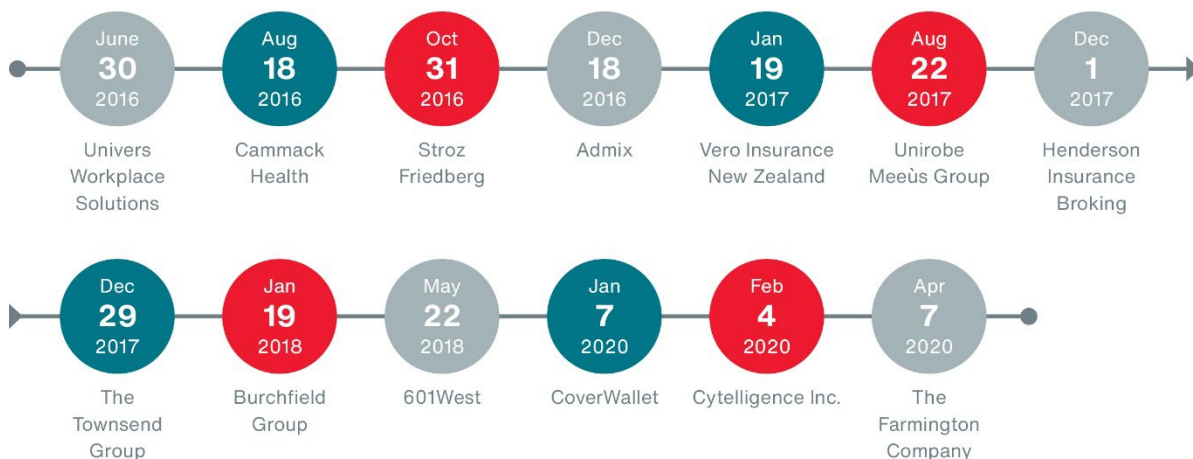 June
30
2016
Univers
Workplace
Solutions
Aug
18
2016
Cammack
Health
Oct
31
2016
Stroz
Friedberg
Dec
18
2016
Admix
Jan
19
2017
Vero Insurance
New Zealand
Aug
22
2017
Unirobe
Meeùs Group
Dec
1
2017
Henderson
Insurance
Broking
Dec
29
2017
The
Townsend
Group
Jan
19
2018
Burchfield
Group
May
22
2018
601West
Jan
7
2020
CoverWallet
Feb
4
2020
Cytelligence Inc.
Apr
7
2020
The
Farmington
Company